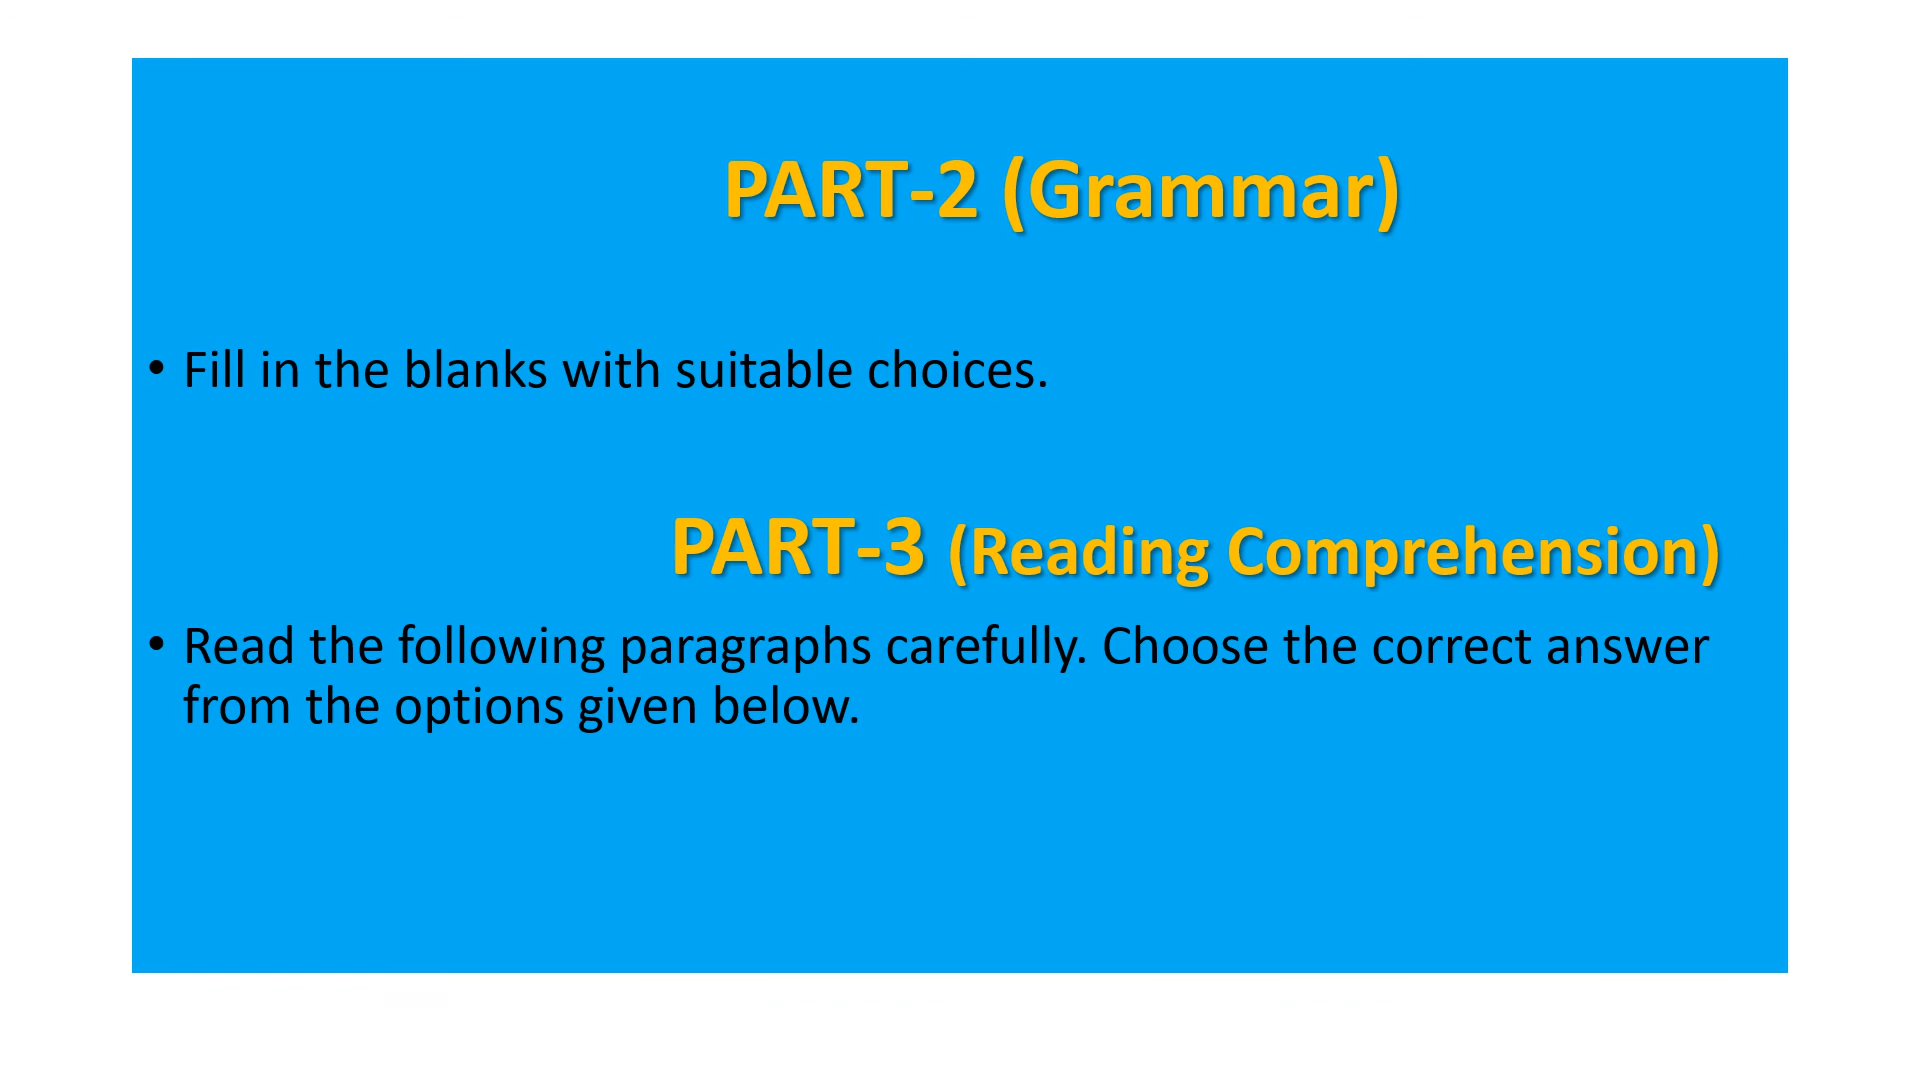 PART-2 (Grammar)
• Fill in the blanks with suitable choices.
PART-3 (Reading Comprehension)
• Read the following paragraphs carefully. Choose the correct answer
from the options given below.